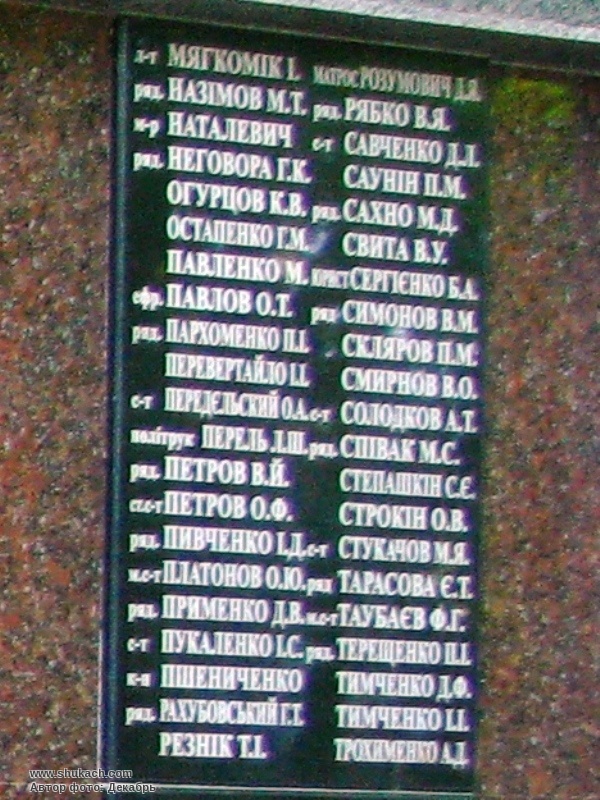 л-т МЯГКОМІК І.
ряд. НАЗІМОВ М.Т.
м-р НАТАЛЕВИЧ
ряд. НЕГОВОРА Г.К.
ОГУРЦОВ К.В.
ОСТАПЕНКО Г.М.
ПАВЛЕНКО М.
єфр. ПАВЛОВ О.Т.
ряд. ПАРХОМЕНКО П.І.
ПЕРЕВЕРТАЙЛО І.І.
с-т ПЕРЕДЄЛЬСКИЙ О.А.
політрук ПЕРЕЛЬ Л.Ш.
ряд. ПЕТРОВ В.Й.
ст.с-т ПЕТРОВ О.Ф.
ряд. ПИВЧЕНКО І.Д.
м.с-т ПЛАТОНОВ О.Ю.
ряд. ПРИМЕНКО Д.В.
с-т ПУКАЛЕНКО І.С.
к-н ПШЕНИЧЕНКО
ряд. РАХУБОВСЬКИЙ Г.Т.
РЕЗНІК Т.І.
матрос РОЗУМОВИЧ Д.Я.
ряд. РЯБКО В.Я.
с-т САВЧЕНКО Д.Л.
САУНІН П.М.
ряд. САХНО М.Д.
СВИТА В.У.
юрист СЕРГІЄНКО Б.А.
ряд. СИМОНОВ В.М.
СКЛЯРОВ П.М.
СМИРНОВ В.О.
с-т СОЛОДКОВ А.Т.
ряд. СПІВАК М.С.
СТЕПАШКІН С.Є.
СТРОКІН О.В.
с-т СТУКАЧОВ М.Я.
ряд. ТАРАСОВА Є.Т.
м.с-т ТАУБАЄВ Ф.Г.
ряд. ТЕРЕЩЕНКО П.І.
ТИМЧЕНКО Д.Ф.
ТИМЧЕНКО І.І.
ТРОХИМЕНКО А.Д.
www.shukach.com
Автор фото: Декабрь